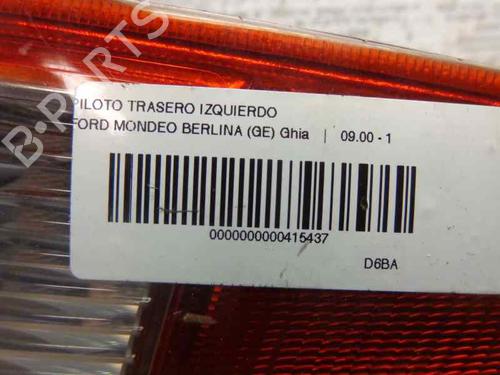 PILOTO TRASERO IZQUIERDO
FORD MONDEO BERLINA (GE) Ghia | 09.00 - 1
0000000000415437
D6BA
B-PARTS